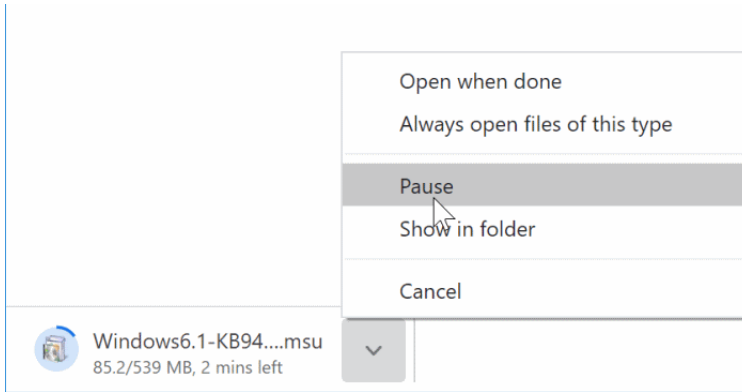 Open when done
Always open files of this type
Pause
Show in folder
Cancel
Windows6.1-KB94....msu
85.2/539 MB, 2 mins left